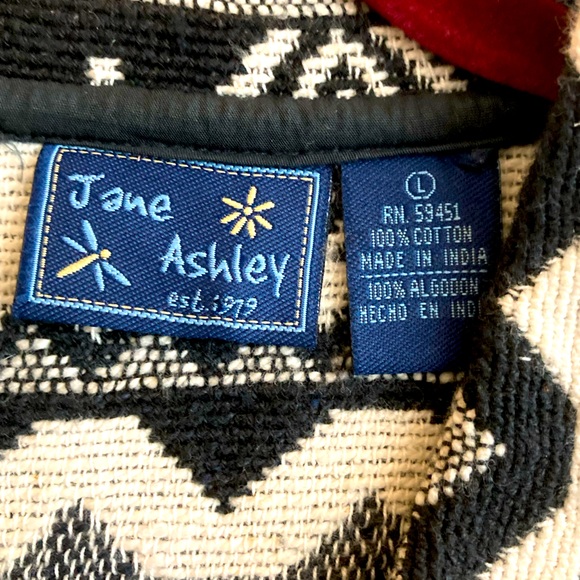 Jane
Ashley
est. 1979
L
RN. 59451
100% COTTON
MADE IN INDIA
100% ALGODON
HECHO EN INDI